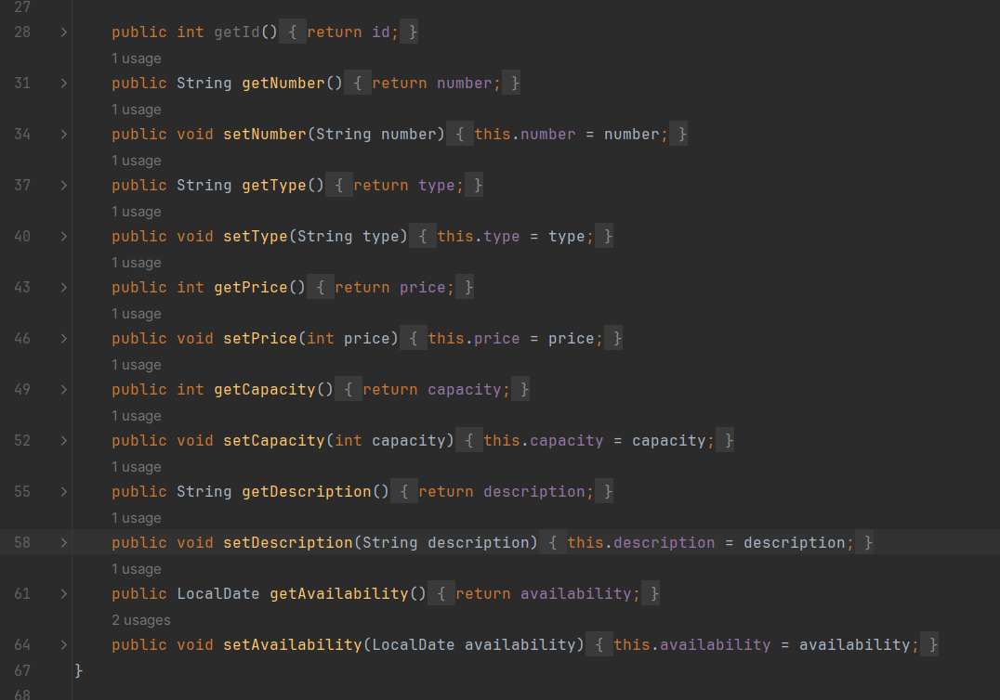 27
28 > public int getId() { return id; }
1 usage
31 > public String getNumber() { return number; }
1 usage
34 > public void setNumber(String number) { this.number = number; }
1 usage
37 > public String getType() { return type; }
1 usage
40 > public void setType(String type) { this.type = type; }
1 usage
43 > public int getPrice() { return price; }
1 usage
46 > public void setPrice(int price) { this.price = price; }
1 usage
49 > public int getCapacity() { return capacity; }
1 usage
52 > public void setCapacity(int capacity) { this.capacity = capacity; }
1 usage
55 > public String getDescription() { return description; }
1 usage
58 > public void setDescription(String description) { this.description = description; }
1 usage
61 > public LocalDate getAvailability() { return availability; }
2 usages
64 > public void setAvailability(LocalDate availability) { this.availability = availability; }
67 }
68